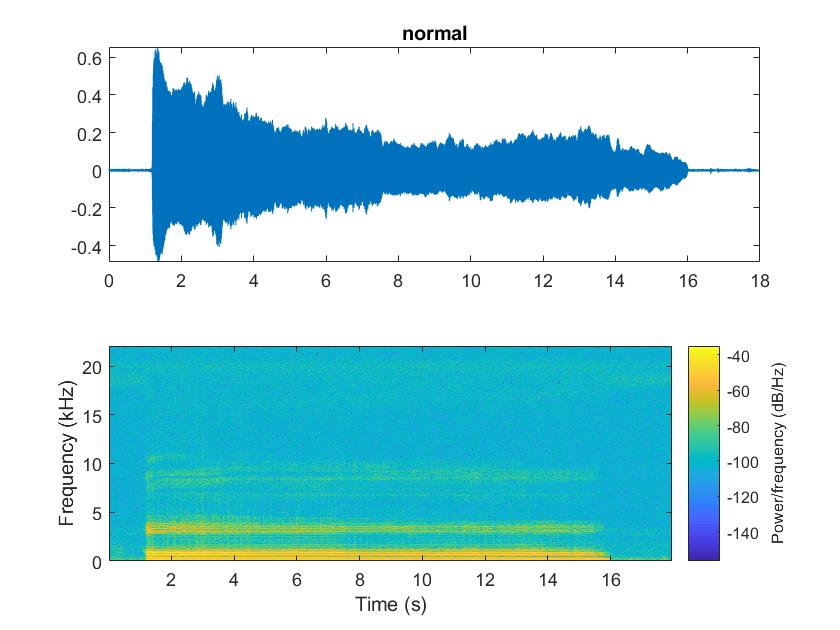 normal
0.6
0.4
0.2
0
-0.2
-0.4
0 2 4 6 8 10 12 14 16 18
20
15
10
5
0
Frequency (kHz)
2 4 6 8 10 12 14 16
Time (s)
-40
-60
-80
-100
-120
-140
Power/frequency (dB/Hz)